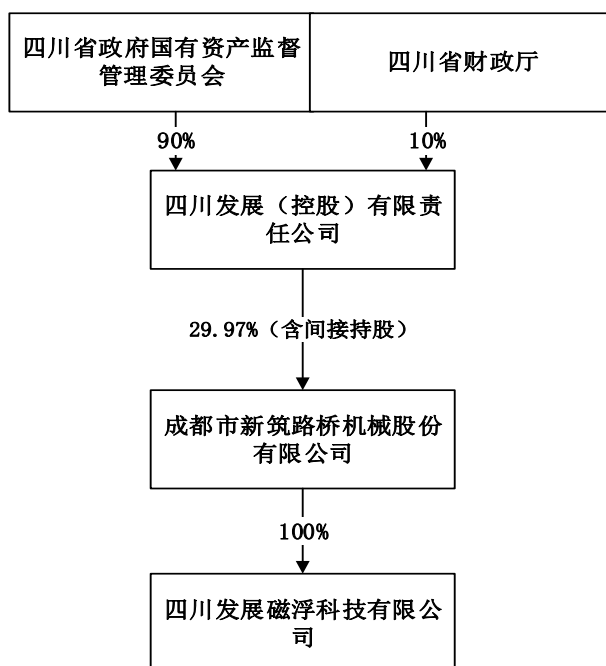 四川省政府国有资产监督
管理委员会
四川省财政厅
90%
10%
四川发展（控股）有限责
任公司
29.97%（含间接持股）
成都市新筑路桥机械股份
有限公司
100%
四川发展磁浮科技有限公
司